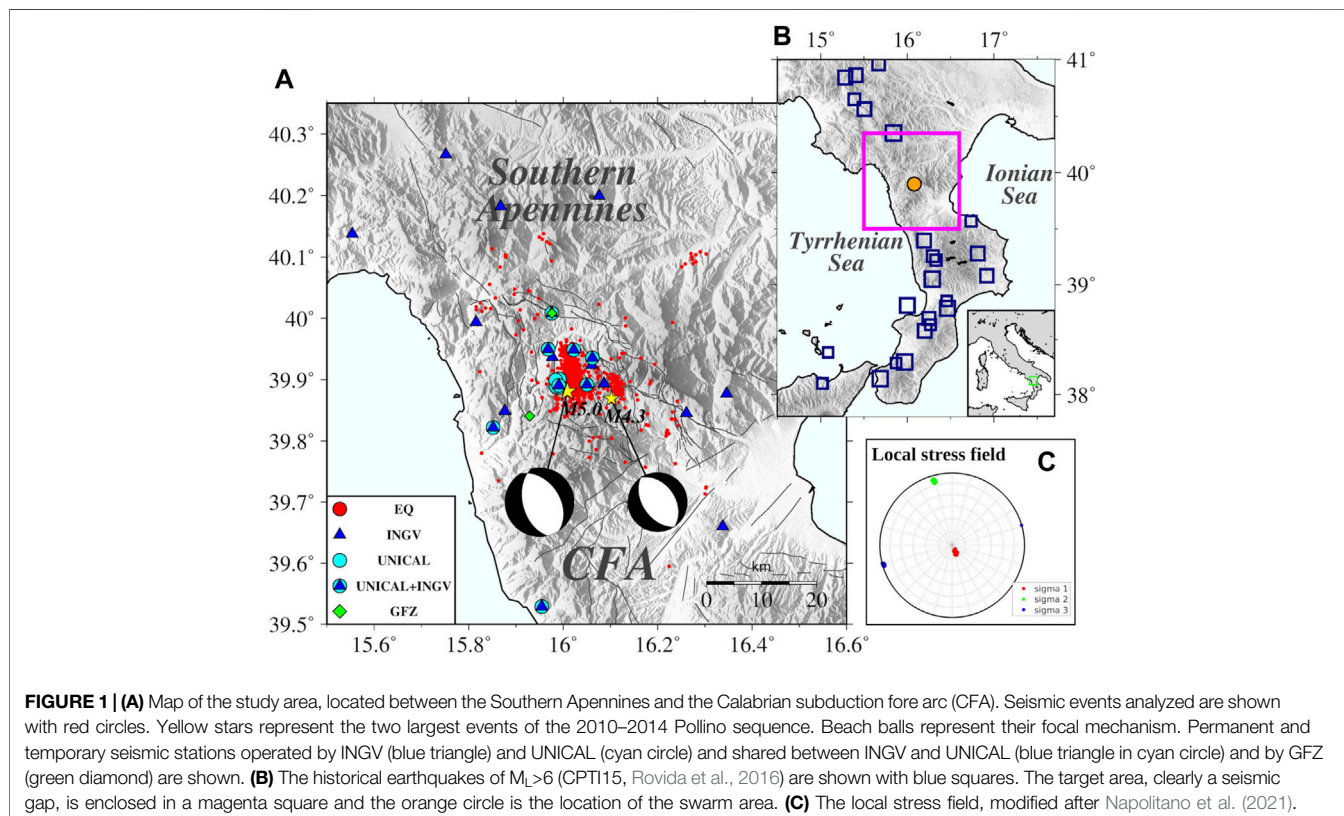 A
40.3°
40.2°
40.1°
40°
39.9°
39.8°
39.7°
39.6°
39.5°
15.6°
15.8°
16°
16.2°
16.4°
16.6°
Southern
Apennines
M5.0
M4.3
CFA
km
0 10 20
EQ
INGV
UNICAL
UNICAL+INGV
GFZ
B
15° 16° 17°
41°
40°
39°
38°
Ionian
Sea
Tyrrhenian
Sea
C
Local stress field
sigma 1
sigma 2
sigma 3
FIGURE 1 | (A) Map of the study area, located between the Southern Apennines and the Calabrian subduction fore arc (CFA). Seismic events analyzed are shown
with red circles. Yellow stars represent the two largest events of the 2010–2014 Pollino sequence. Beach balls represent their focal mechanism. Permanent and
temporary seismic stations operated by INGV (blue triangle) and UNICAL (cyan circle) and shared between INGV and UNICAL (blue triangle in cyan circle) and by GFZ
(green diamond) are shown. (B) The historical earthquakes of ML>6 (CPTI15, Rovida et al., 2016) are shown with blue squares. The target area, clearly a seismic
gap, is enclosed in a magenta square and the orange circle is the location of the swarm area. (C) The local stress field, modified after Napolitano et al. (2021).